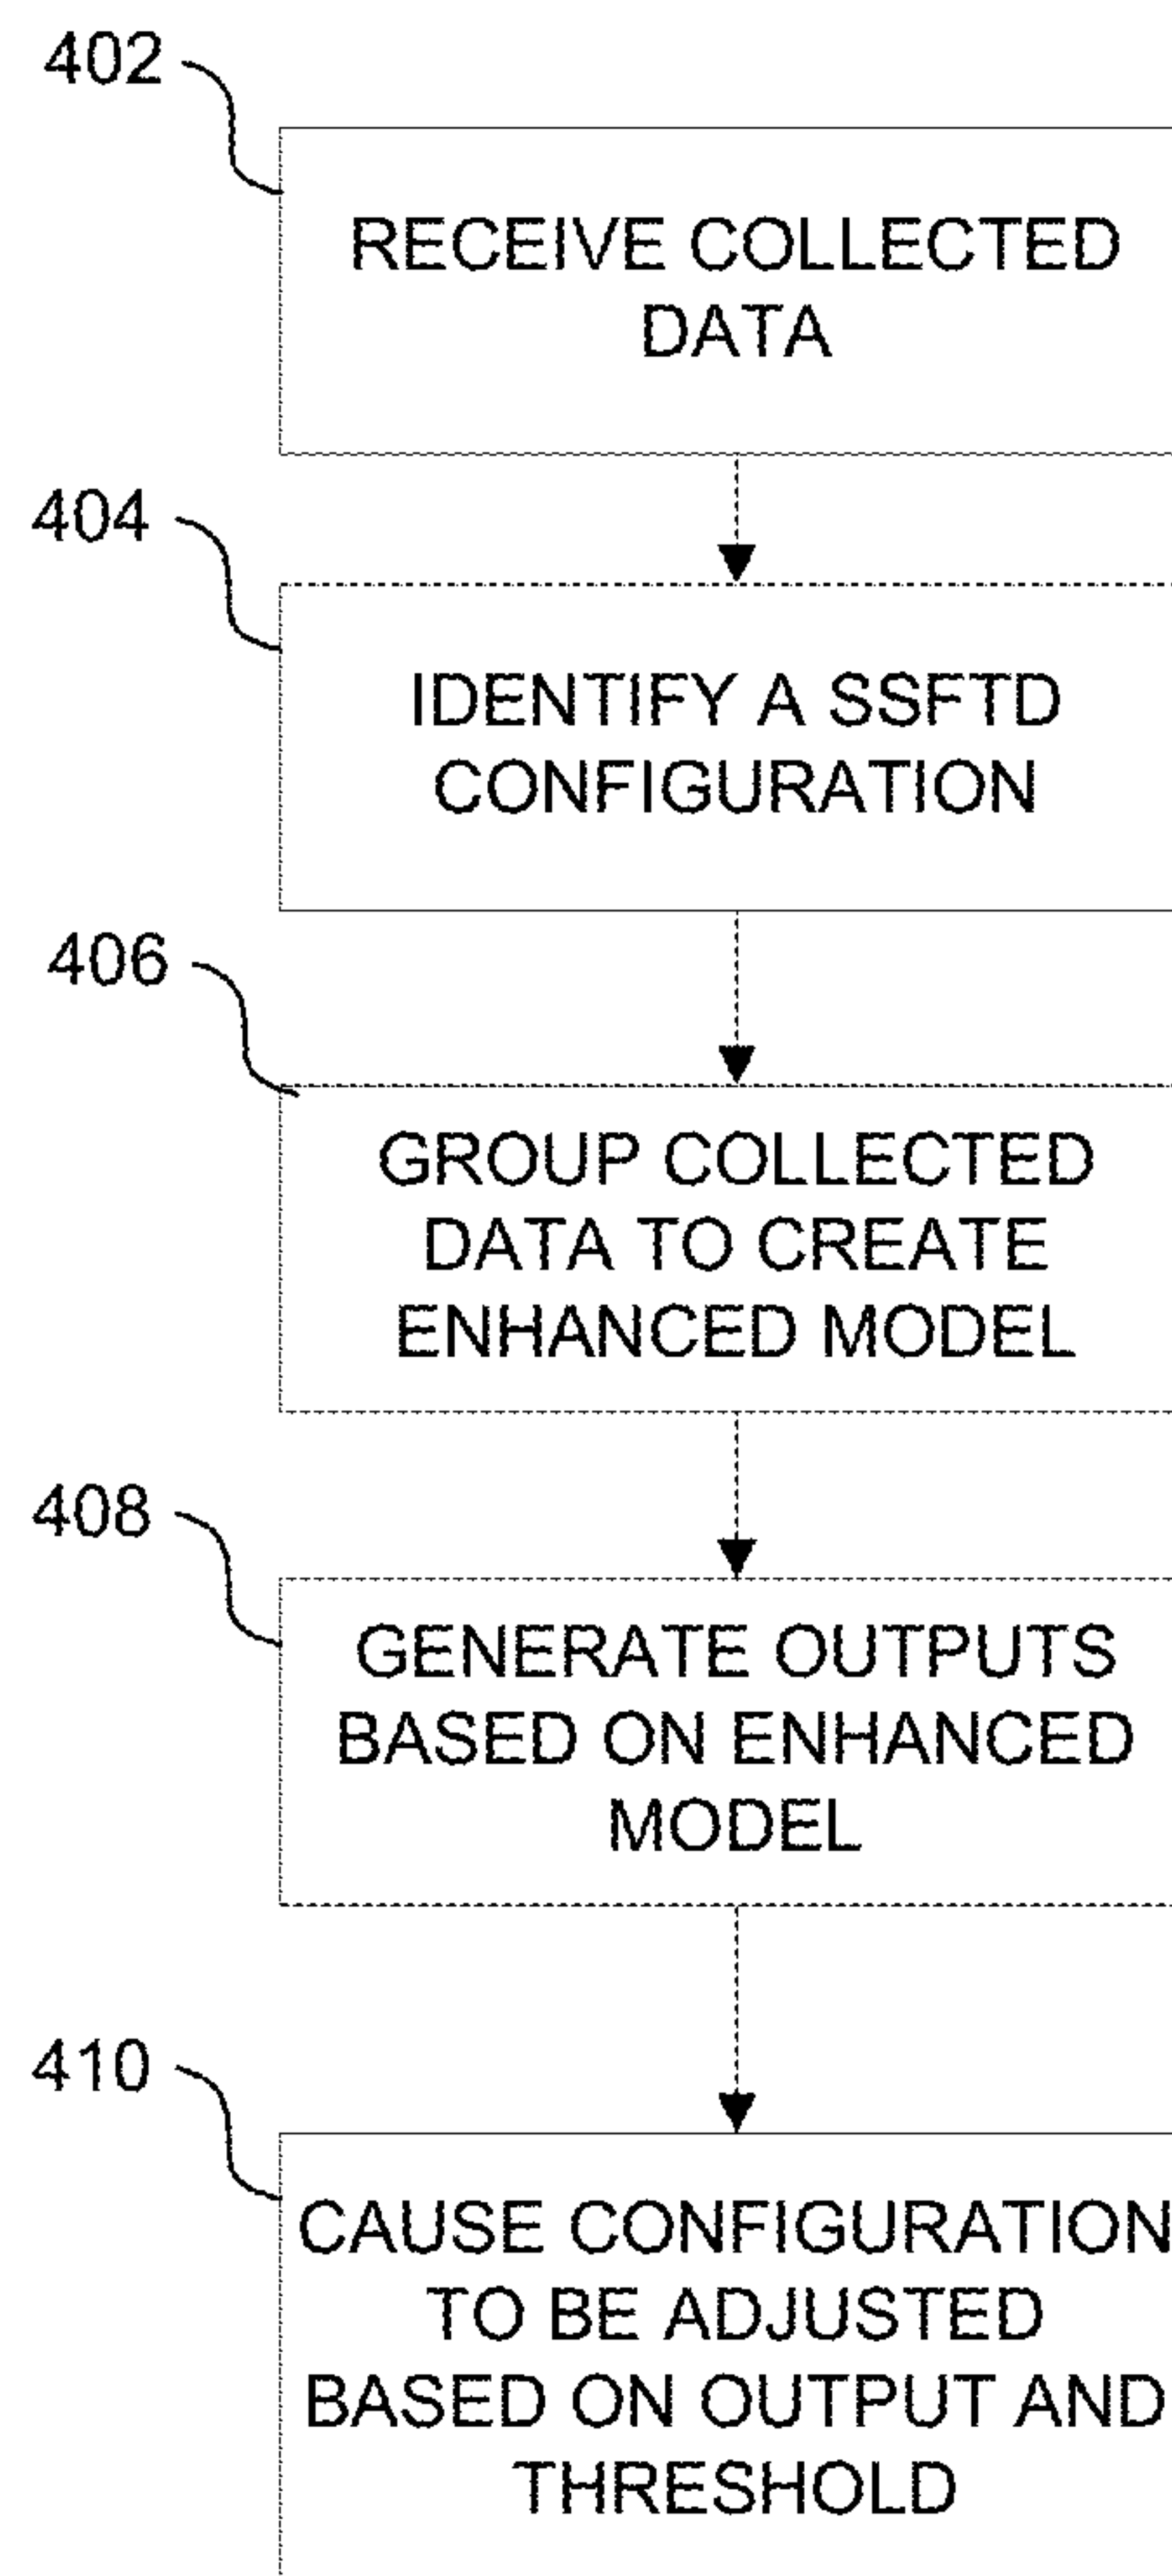 402
RECEIVE COLLECTED
DATA
404
IDENTIFY A SSFTD
CONFIGURATION
406
GROUP COLLECTED
DATA TO CREATE
ENHANCED MODEL
408
GENERATE OUTPUTS
BASED ON ENHANCED
MODEL
410
CAUSE CONFIGURATION
TO BE ADJUSTED
BASED ON OUTPUT AND
THRESHOLD